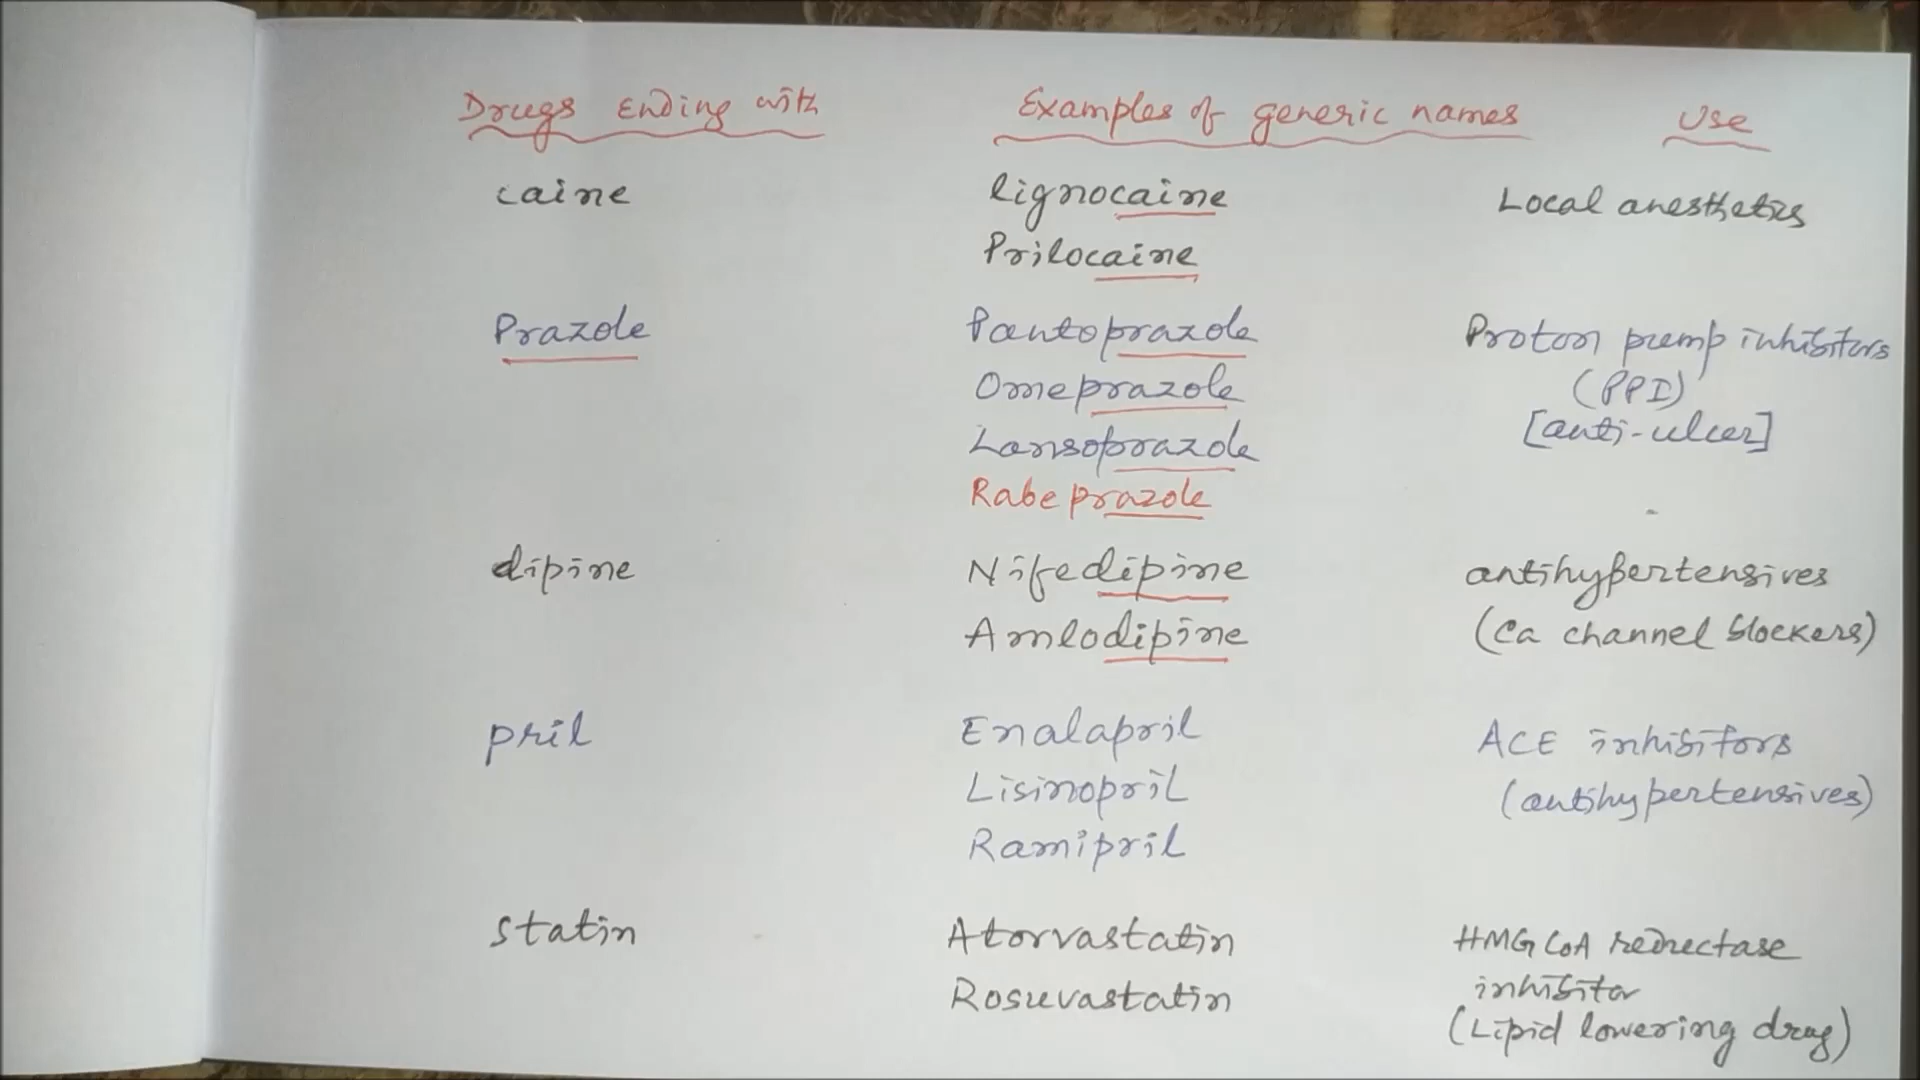 Drugs Ending with Examples of generic names Use
caine lignocaine Local anesthetics
Prilocaine
Prazole Pantoprazole Proton pump inhibitors
Omeprazole (PPI)
Lansoprazole [anti-ulcer]
Rabeprazole
dipine Nifedipine antihypertensives
Amlodipine (Ca channel blockers)
pril Enalapril ACE inhibitors
Lisinopril (antihypertensives)
Ramipril
Statin Atorvastatin HMG CoA reductase
Rosuvastatin inhibitor
(Lipid lowering drug)